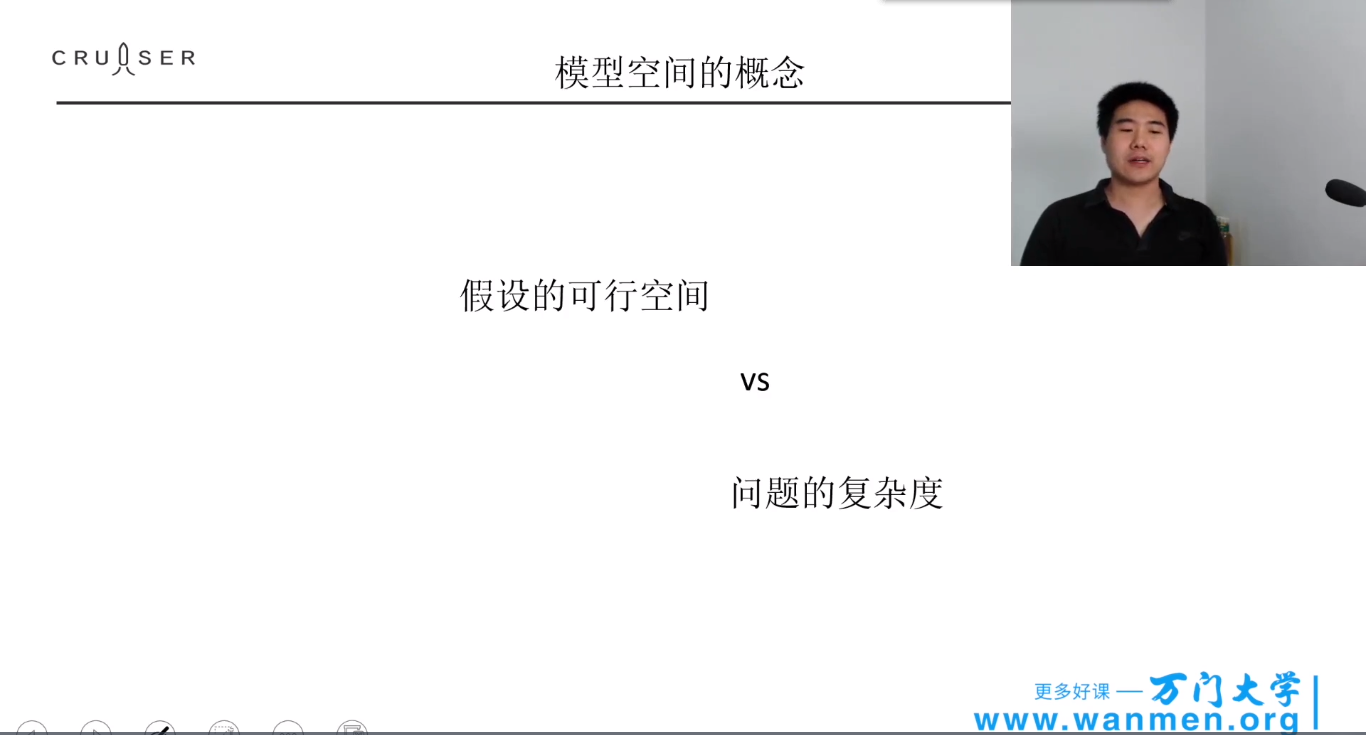 CRUISER
模型空间的概念
假设的可行空间
vs
问题的复杂度
更多好课 — 万门大学
www.wanmen.org